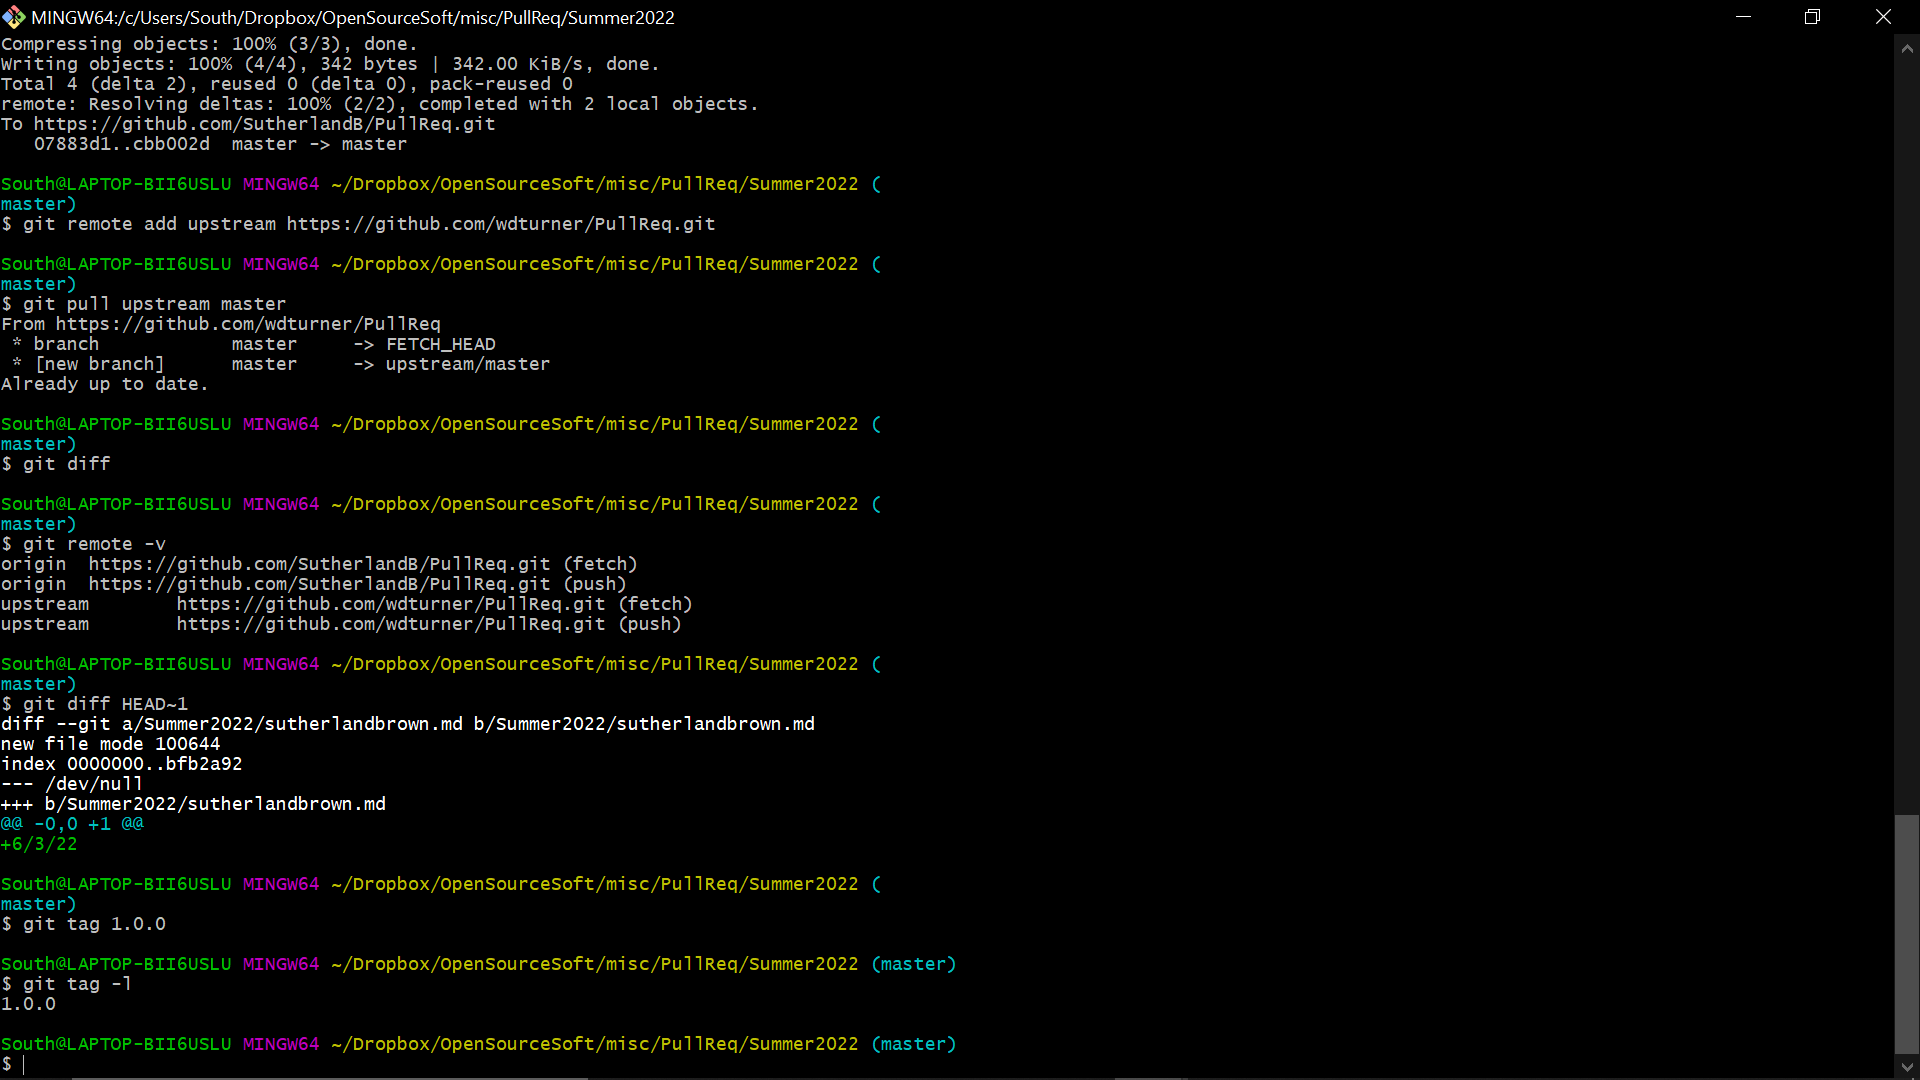 MINGW64:/c/Users/South/Dropbox/OpenSourceSoft/misc/PullReq/Summer2022
Compressing objects: 100% (3/3), done.
Writing objects: 100% (4/4), 342 bytes | 342.00 KiB/s, done.
Total 4 (delta 2), reused 0 (delta 0), pack-reused 0
remote: Resolving deltas: 100% (2/2), completed with 2 local objects.
To https://github.com/SutherlandB/PullReq.git
   07883d1..cbb002d  master -> master
South@LAPTOP-BII6USLU MINGW64 ~/Dropbox/OpenSourceSoft/misc/PullReq/Summer2022 (
master)
$ git remote add upstream https://github.com/wdturner/PullReq.git
South@LAPTOP-BII6USLU MINGW64 ~/Dropbox/OpenSourceSoft/misc/PullReq/Summer2022 (
master)
$ git pull upstream master
From https://github.com/wdturner/PullReq
 * branch            master     -> FETCH_HEAD
 * [new branch]      master     -> upstream/master
Already up to date.
South@LAPTOP-BII6USLU MINGW64 ~/Dropbox/OpenSourceSoft/misc/PullReq/Summer2022 (
master)
$ git diff
South@LAPTOP-BII6USLU MINGW64 ~/Dropbox/OpenSourceSoft/misc/PullReq/Summer2022 (
master)
$ git remote -v
origin  https://github.com/SutherlandB/PullReq.git (fetch)
origin  https://github.com/SutherlandB/PullReq.git (push)
upstream        https://github.com/wdturner/PullReq.git (fetch)
upstream        https://github.com/wdturner/PullReq.git (push)
South@LAPTOP-BII6USLU MINGW64 ~/Dropbox/OpenSourceSoft/misc/PullReq/Summer2022 (
master)
$ git diff HEAD~1
diff --git a/Summer2022/sutherlandbrown.md b/Summer2022/sutherlandbrown.md
new file mode 100644
index 0000000..bfb2a92
--- /dev/null
+++ b/Summer2022/sutherlandbrown.md
@@ -0,0 +1 @@
+6/3/22
South@LAPTOP-BII6USLU MINGW64 ~/Dropbox/OpenSourceSoft/misc/PullReq/Summer2022 (
master)
$ git tag 1.0.0
South@LAPTOP-BII6USLU MINGW64 ~/Dropbox/OpenSourceSoft/misc/PullReq/Summer2022 (master)
$ git tag -l
1.0.0
South@LAPTOP-BII6USLU MINGW64 ~/Dropbox/OpenSourceSoft/misc/PullReq/Summer2022 (master)
$